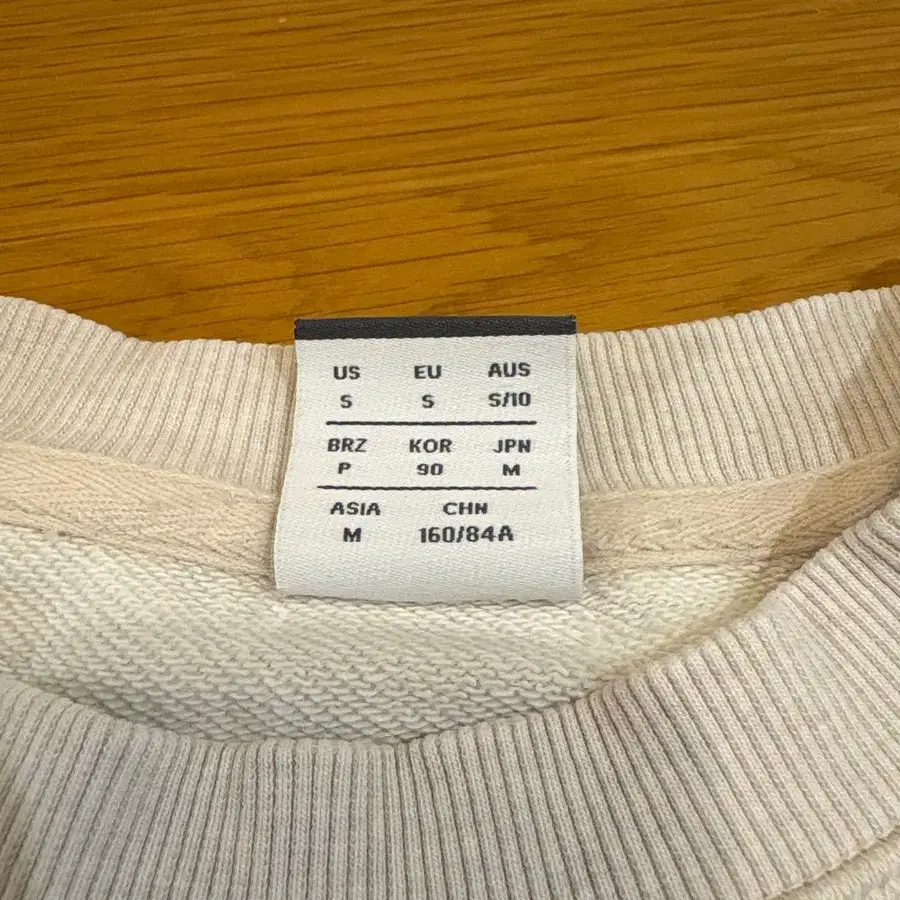 US EU AUS
S S S/10
BRZ KOR JPN
P 90 M
ASIA CHN
M 160/84A